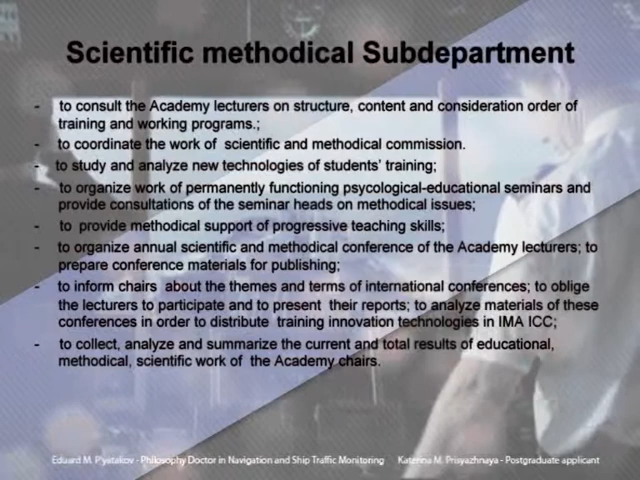 Scientific methodical Subdepartment
- to consult the Academy lecturers on structure, content and consideration order of
training and working programs.;
- to coordinate the work of scientific and methodical commission.
- to study and analyze new technologies of students' training;
- to organize work of permanently functioning psycological-educational seminars and
provide consultations of the seminar heads on methodical issues;
- to provide methodical support of progressive teaching skills;
- to organize annual scientific and methodical conference of the Academy lecturers; to
prepare conference materials for publishing;
- to inform chairs about the themes and terms of international conferences; to oblige
the lecturers to participate and to present their reports; to analyze materials of these
conferences in order to distribute training innovation technologies in IMA ICC;
- to collect, analyze and summarize the current and total results of educational,
methodical, scientific work of the Academy chairs.
Eduard M. P'yatakov - Philosophy Doctor in Navigation and Ship Traffic Monitoring Katerina M. Prisyazhnaya - Postgraduate applicant